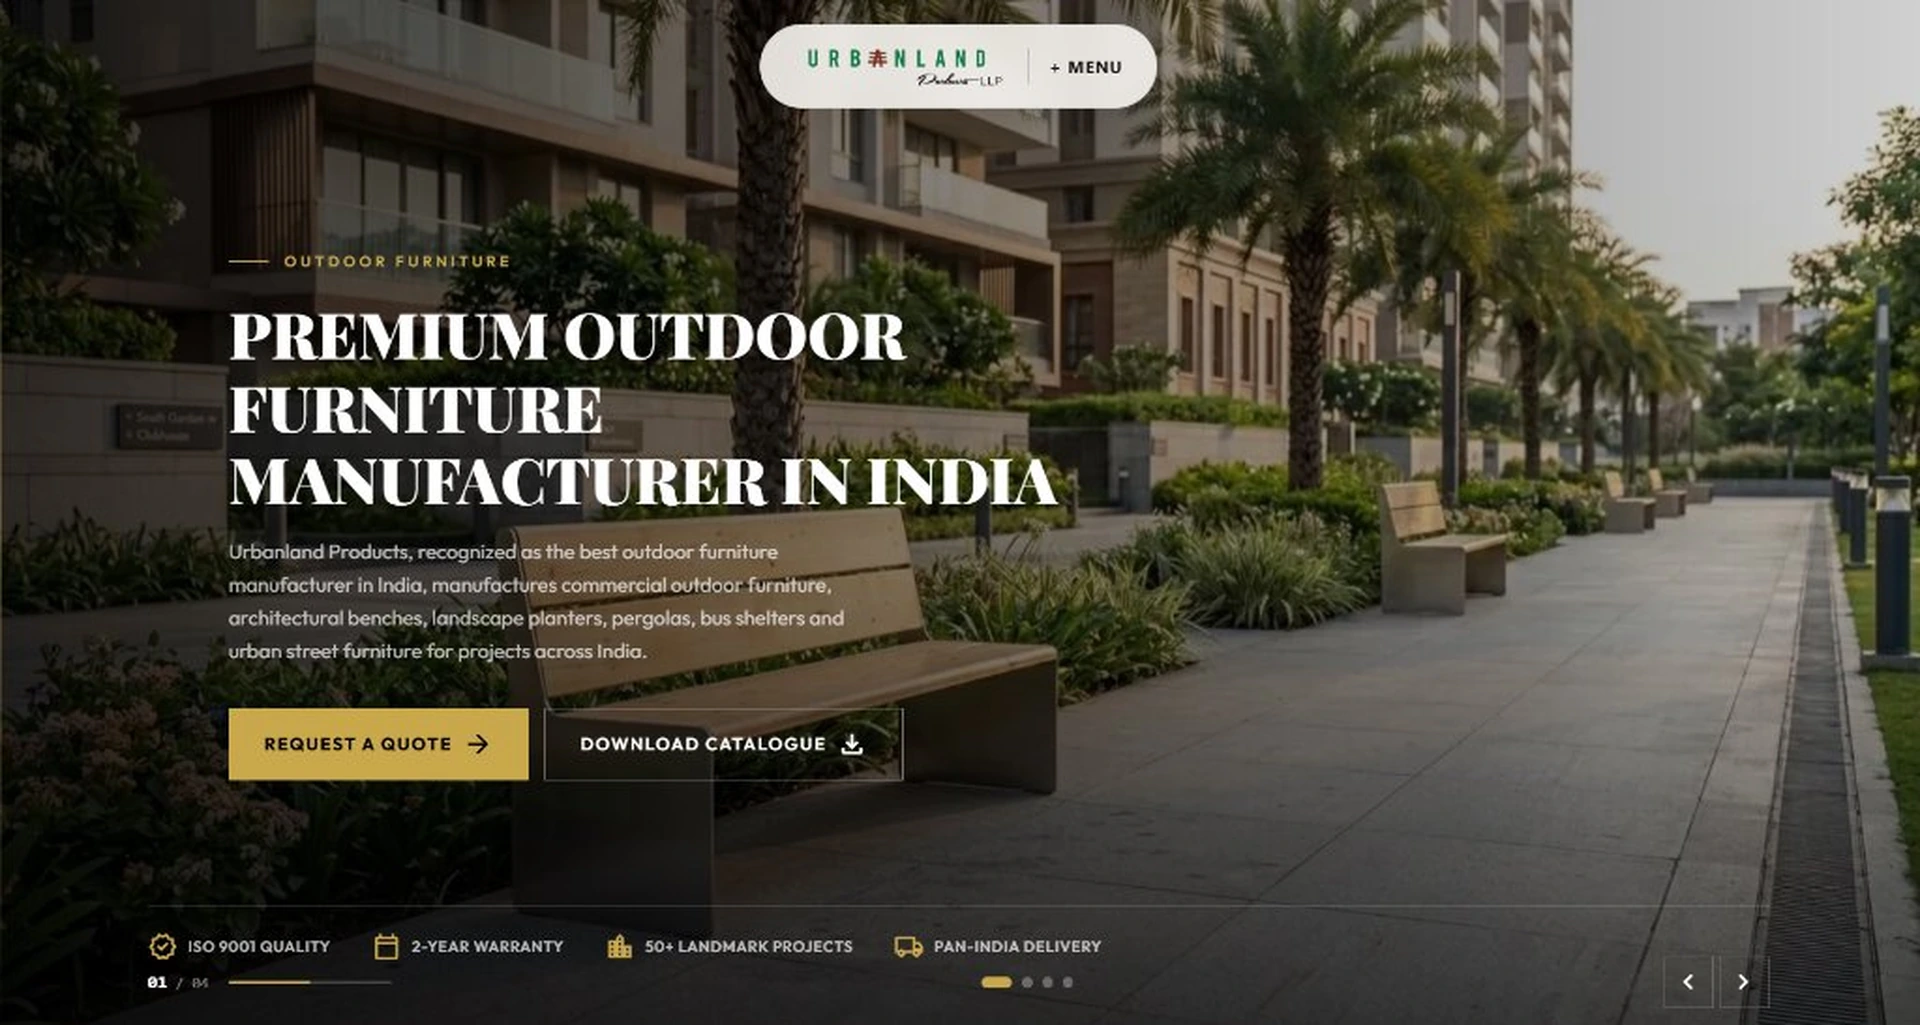 URBANLAND
Products LLP
+ MENU
OUTDOOR FURNITURE
PREMIUM OUTDOOR
FURNITURE
MANUFACTURER IN INDIA
South Garden
Clubhouse
Urbanland Products, recognized as the best outdoor furniture
manufacturer in India, manufactures commercial outdoor furniture,
architectural benches, landscape planters, pergolas, bus shelters and
urban street furniture for projects across India.
REQUEST A QUOTE →
DOWNLOAD CATALOGUE
ISO 9001 QUALITY
2-YEAR WARRANTY
50+ LANDMARK PROJECTS
PAN-INDIA DELIVERY
01 / 04